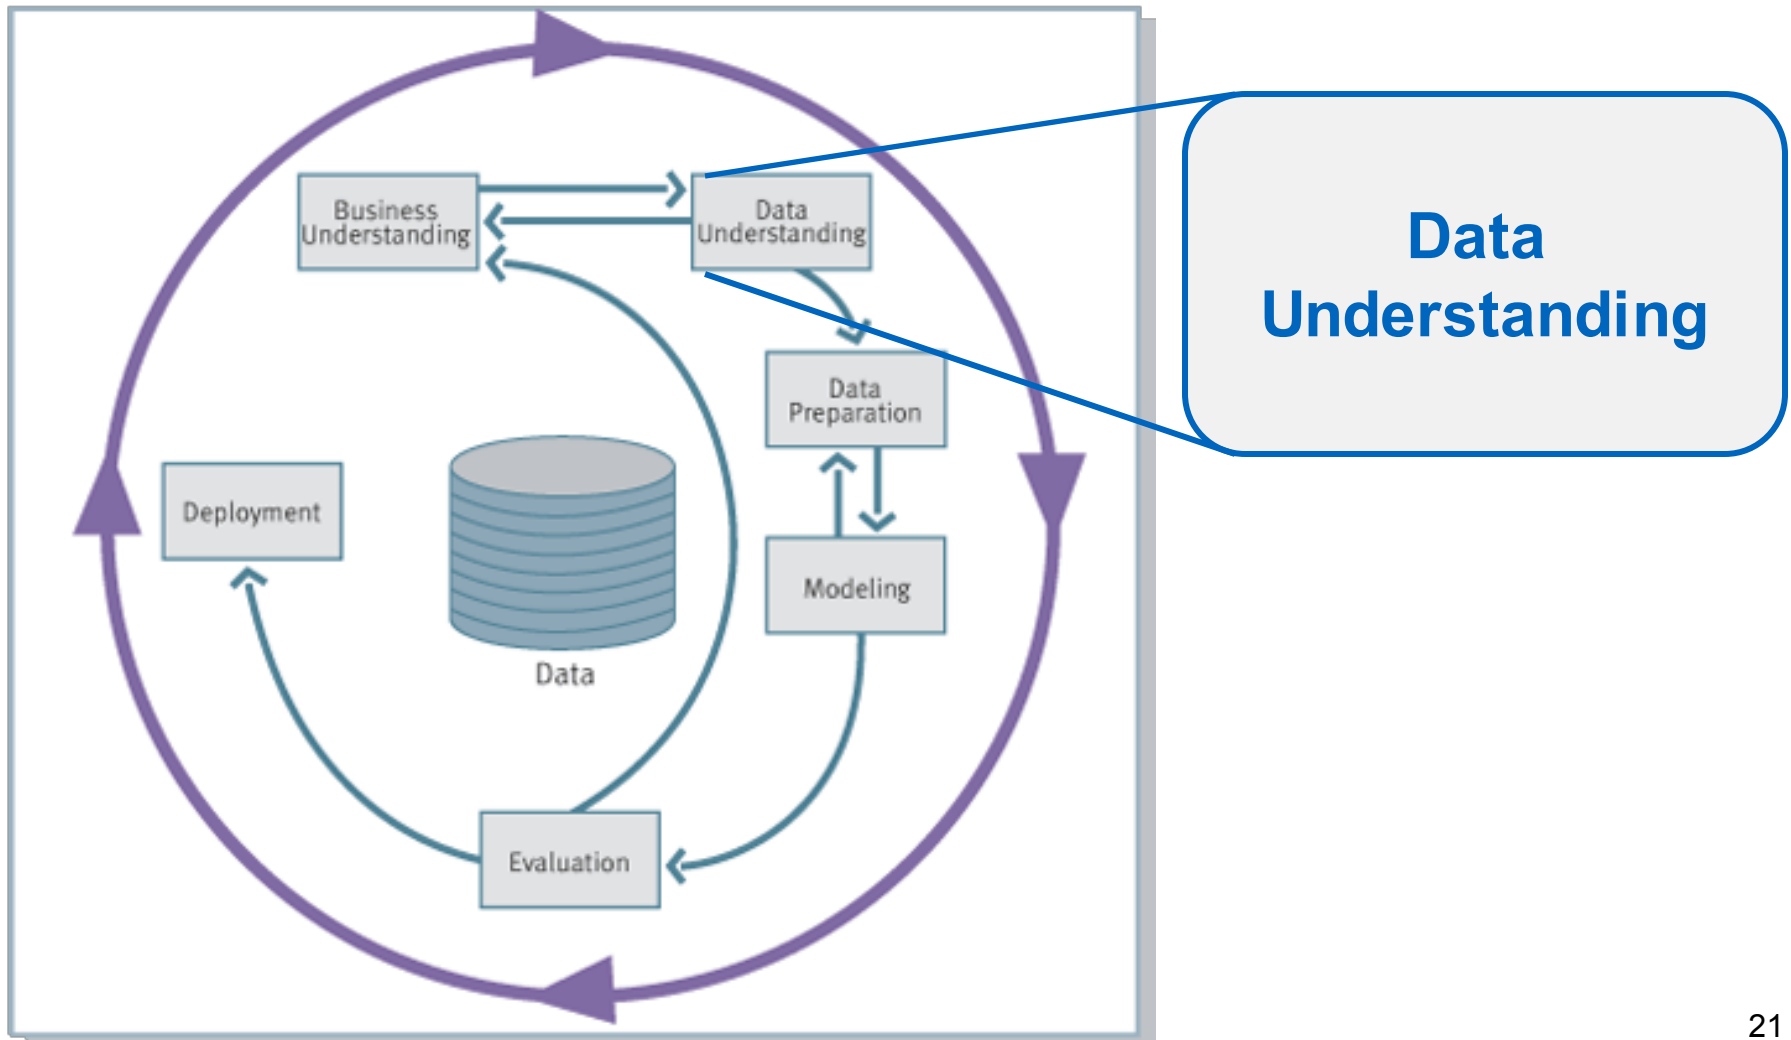 Business
Understanding
Data
Understanding
Data
Understanding
Data
Preparation
Deployment
Modeling
Data
Evaluation
21